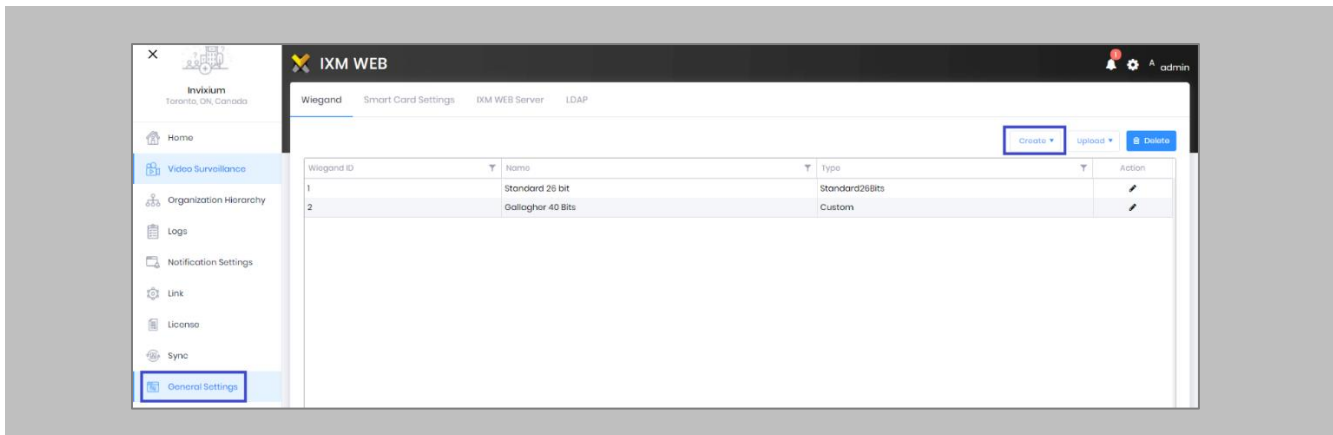 ×
Invixium
Toronto, ON, Canada
Home
Video Surveillance
Organization Hierarchy
Logs
Notification Settings
Link
License
Sync
General Settings
IXM WEB
1
A admin
Wiegand Smart Card Settings IXM WEB Server LDAP
Create Upload Delete
Wiegand ID Name Type Action
1 Standard 26 bit Standard26Bits
2 Gallagher 40 Bits Custom